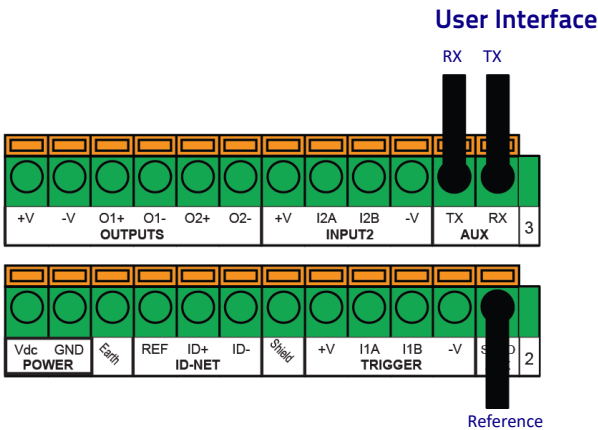 User Interface
RX TX
+V -V O1+ O1- O2+ O2- +V I2A I2B -V TX RX
OUTPUTS INPUT2 AUX 3
Vdc GND Earth REF ID+ ID- Shield +V I1A I1B -V
POWER ID-NET TRIGGER 2
Reference